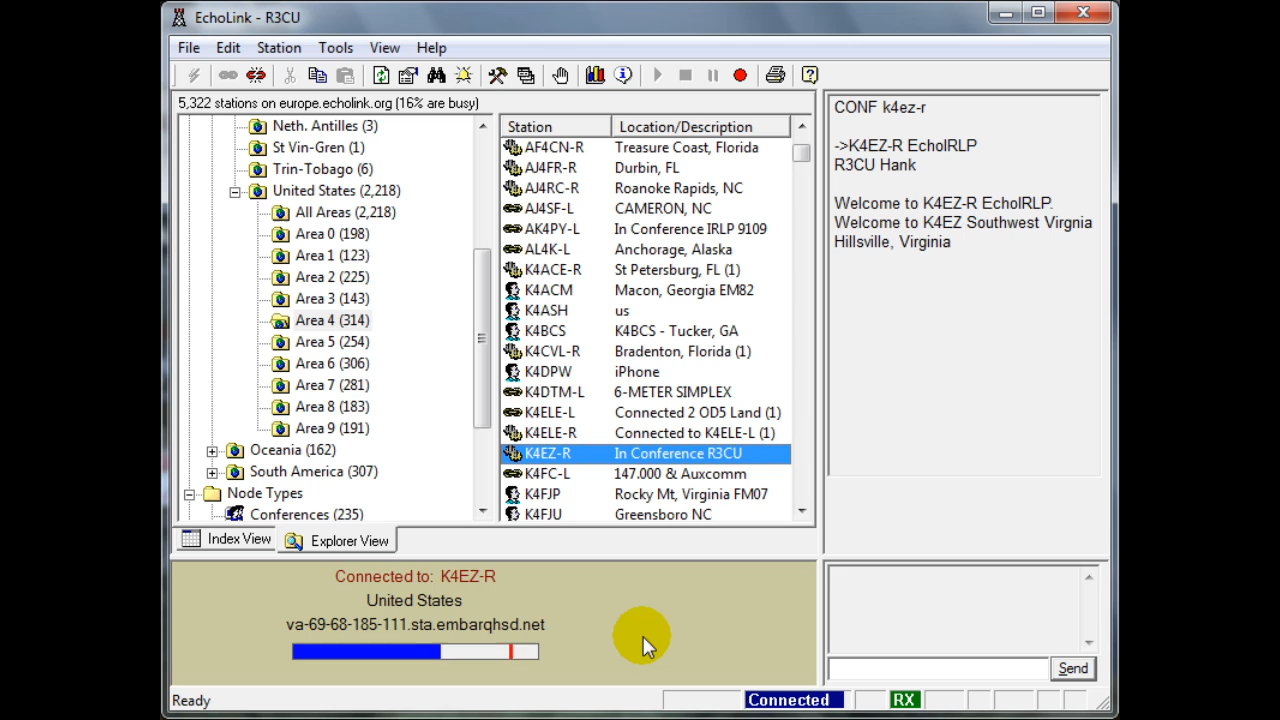 EchoLink - R3CU
File Edit Station Tools View Help
5,322 stations on europe.echolink.org (16% are busy)
Neth. Antilles (3)
St Vin-Gren (1)
Trin-Tobago (6)
United States (2,218)
All Areas (2,218)
Area 0 (198)
Area 1 (123)
Area 2 (225)
Area 3 (143)
Area 4 (314)
Area 5 (254)
Area 6 (306)
Area 7 (281)
Area 8 (183)
Area 9 (191)
Oceania (162)
South America (307)
Node Types
Conferences (235)
Index View
Explorer View
Station Location/Description
AF4CN-R Treasure Coast, Florida
AJ4FR-R Durbin, FL
AJ4RC-R Roanoke Rapids, NC
AJ4SF-L CAMERON, NC
AK4PY-L In Conference IRLP 9109
AL4K-L Anchorage, Alaska
K4ACE-R St Petersburg, FL (1)
K4ACM Macon, Georgia EM82
K4ASH us
K4BCS K4BCS - Tucker, GA
K4CVL-R Bradenton, Florida (1)
K4DPW iPhone
K4DTM-L 6-METER SIMPLEX
K4ELE-L Connected 2 OD5 Land (1)
K4ELE-R Connected to K4ELE-L (1)
K4EZ-R In Conference R3CU
K4FC-L 147.000 & Auxcomm
K4FJP Rocky Mt, Virginia FM07
K4FJU Greensboro NC
CONF k4ez-r
->K4EZ-R EchoIRLP
R3CU Hank
Welcome to K4EZ-R EchoIRLP.
Welcome to K4EZ Southwest Virgnia
Hillsville, Virginia
Connected to: K4EZ-R
United States
va-69-68-185-111.sta.embarqhsd.net
Send
Ready
Connected
RX